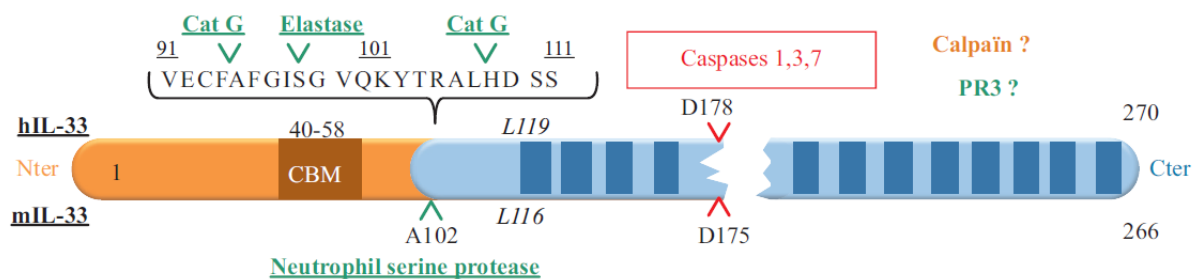 Cat G Elastase Cat G
91 101 111
VECFAFGISG VQKYTRALHD SS
Caspases 1,3,7
Calpaïn ?
PR3 ?
hIL-33 40-58 L119 D178 270
Nter 1 CBM Cter
mIL-33 A102 L116 D175 266
Neutrophil serine protease